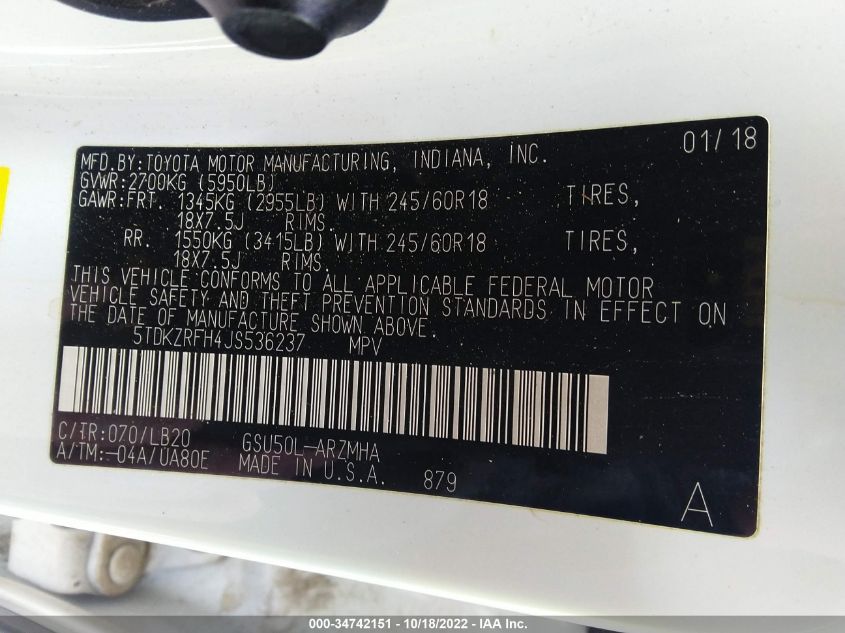 01/18
MFD.BY:TOYOTA MOTOR MANUFACTURING, INDIANA, INC.
GVWR:2700KG (5950LB)
GAWR:FRT. 1345KG (2955LB) WITH 245/60R18 TIRES,
18X7.5J RIMS.
RR. 1550KG (3415LB) WITH 245/60R18 TIRES,
18X7.5J RIMS.
THIS VEHICLE CONFORMS TO ALL APPLICABLE FEDERAL MOTOR
VEHICLE SAFETY AND THEFT PREVENTION STANDARDS IN EFFECT ON
THE DATE OF MANUFACTURE SHOWN ABOVE.
5TDKZRFH4JS536237 MPV
C/TR:070/LB20 GSU50L-ARZMHA
A/TM:-04A/UA80E MADE IN U.S.A. 879
A
000-34742151 - 10/18/2022 - IAA Inc.